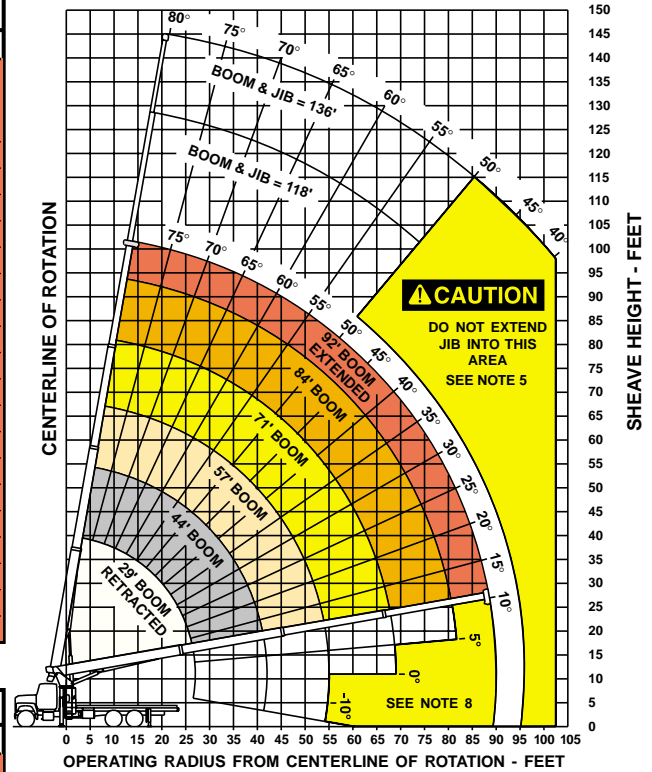 80° 75° 70° 65° 60° 55° 50° 45° 40°
BOOM & JIB = 136'
BOOM & JIB = 118'
75° 70° 65° 60° 55° 50° 45° 40° 35° 30° 25° 20° 15° 10° 5° 0° -10°
CAUTION
DO NOT EXTEND
JIB INTO THIS
AREA
SEE NOTE 5
92' BOOM
EXTENDED
84' BOOM
71' BOOM
57' BOOM
44' BOOM
29' BOOM
RETRACTED
SEE NOTE 8
CENTERLINE OF ROTATION
SHEAVE HEIGHT - FEET
150
145
140
135
130
125
120
115
110
105
100
95
90
85
80
75
70
65
60
55
50
45
40
35
30
25
20
15
10
5
0
0 5 10 15 20 25 30 35 40 45 50 55 60 65 70 75 80 85 90 95 100 105
OPERATING RADIUS FROM CENTERLINE OF ROTATION - FEET